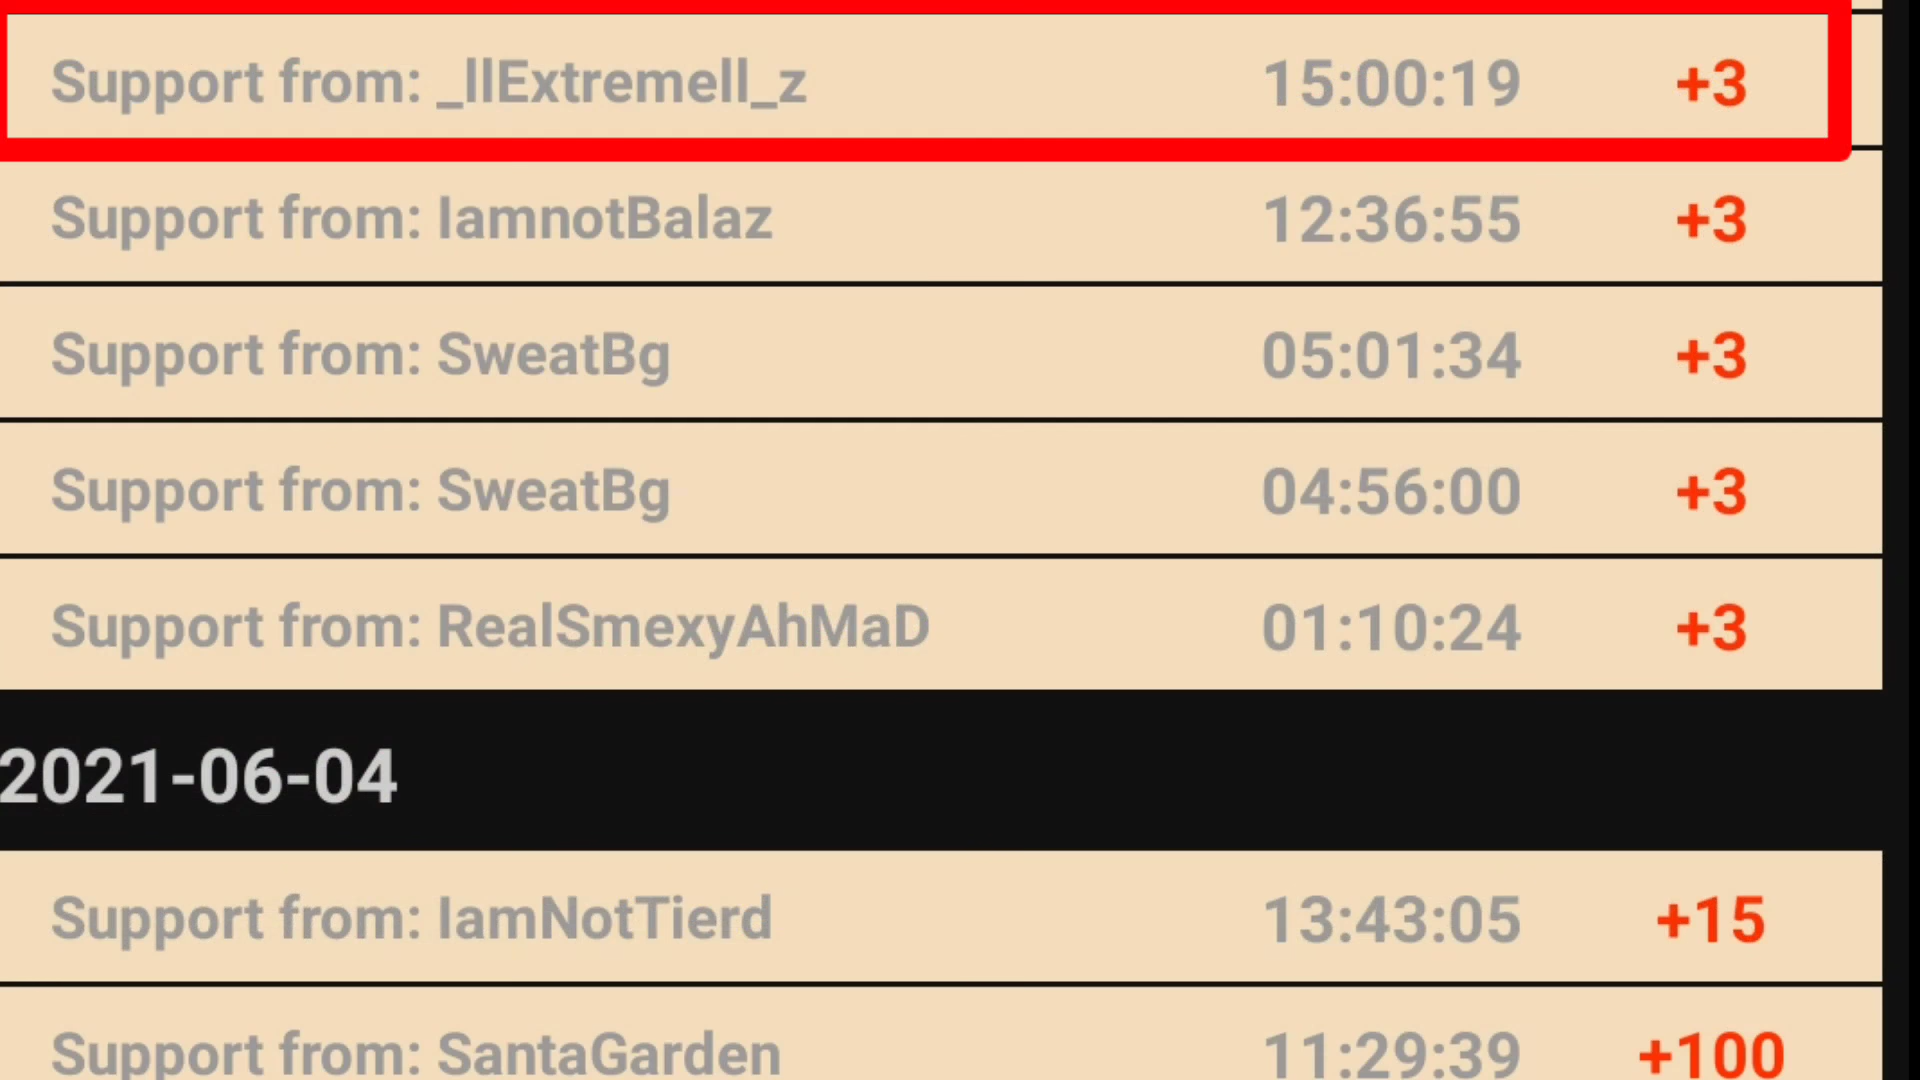 Support from: _llExtremell_z 15:00:19 +3
Support from: IamnotBalaz 12:36:55 +3
Support from: SweatBg 05:01:34 +3
Support from: SweatBg 04:56:00 +3
Support from: RealSmexyAhMaD 01:10:24 +3
2021-06-04
Support from: IamNotTierd 13:43:05 +15
Support from: SantaGarden 11:29:39 +100